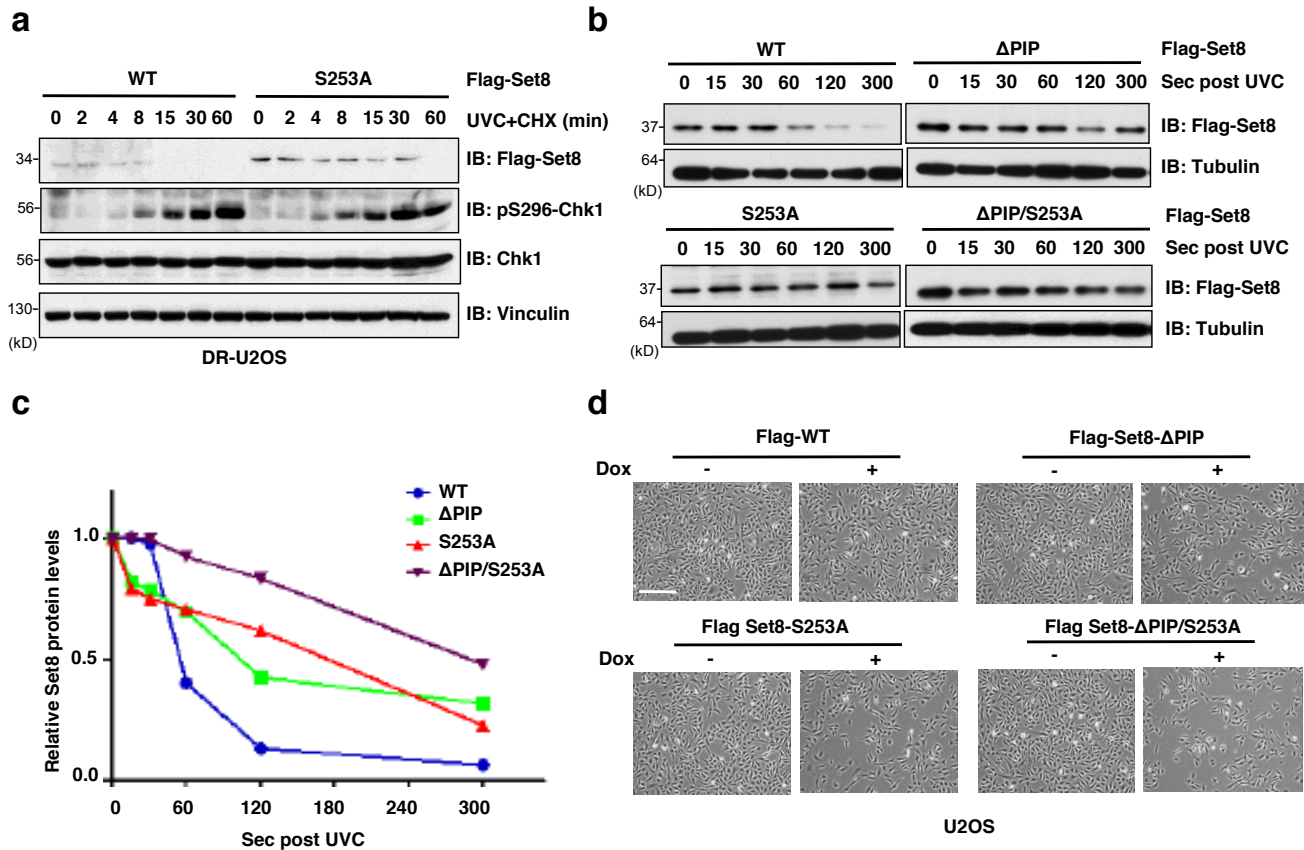 a
WT S253A Flag-Set8
0 2 4 8 15 30 60 0 2 4 8 15 30 60 UVC+CHX (min)
34- IB: Flag-Set8
56- IB: pS296-Chk1
56- IB: Chk1
130- IB: Vinculin
(kD)
DR-U2OS
b
WT ΔPIP Flag-Set8
0 15 30 60 120 300 0 15 30 60 120 300 Sec post UVC
37- IB: Flag-Set8
64- IB: Tubulin
(kD)
S253A ΔPIP/S253A Flag-Set8
0 15 30 60 120 300 0 15 30 60 120 300 Sec post UVC
37- IB: Flag-Set8
64- IB: Tubulin
(kD)
c
WT
ΔPIP
S253A
ΔPIP/S253A
Relative Set8 protein levels
1.0
0.5
0.0
0 60 120 180 240 300
Sec post UVC
d
Flag-WT Flag-Set8-ΔPIP
Dox - + - +
Flag Set8-S253A Flag Set8-ΔPIP/S253A
Dox - + - +
U2OS